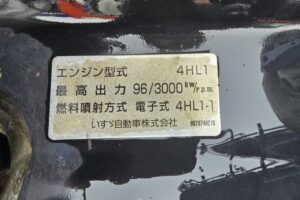 エンジン型式 4HL1
最高出力 96/3000 kW/r.p.m.
燃料噴射方式 電子式 4HL1-1
いすゞ自動車株式会社